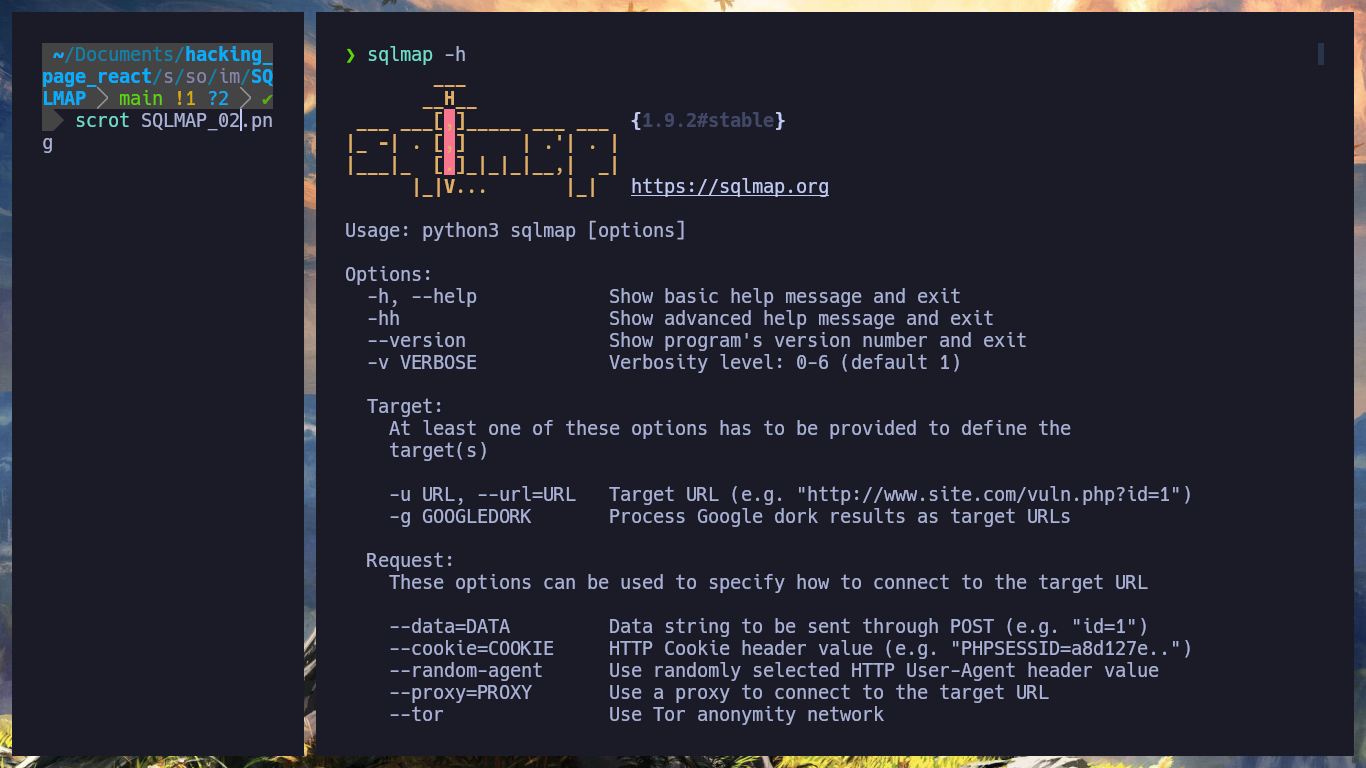 ~/Documents/hacking_
page_react/s/so/im/SQ
LMAP > main !1 ?2 > ✔
scrot SQLMAP_02.pn
g
❯ sqlmap -h
        ___
       __H__
 ___ ___[,]_____ ___ ___  {1.9.2#stable}
|_ -| . [,]     | .'| . |
|___|_  [.]_|_|_|__,|  _|
      |_|V...       |_|   https://sqlmap.org
Usage: python3 sqlmap [options]
Options:
  -h, --help            Show basic help message and exit
  -hh                   Show advanced help message and exit
  --version             Show program's version number and exit
  -v VERBOSE            Verbosity level: 0-6 (default 1)
  Target:
    At least one of these options has to be provided to define the
    target(s)
    -u URL, --url=URL   Target URL (e.g. "http://www.site.com/vuln.php?id=1")
    -g GOOGLEDORK       Process Google dork results as target URLs
  Request:
    These options can be used to specify how to connect to the target URL
    --data=DATA         Data string to be sent through POST (e.g. "id=1")
    --cookie=COOKIE     HTTP Cookie header value (e.g. "PHPSESSID=a8d127e..")
    --random-agent      Use randomly selected HTTP User-Agent header value
    --proxy=PROXY       Use a proxy to connect to the target URL
    --tor               Use Tor anonymity network